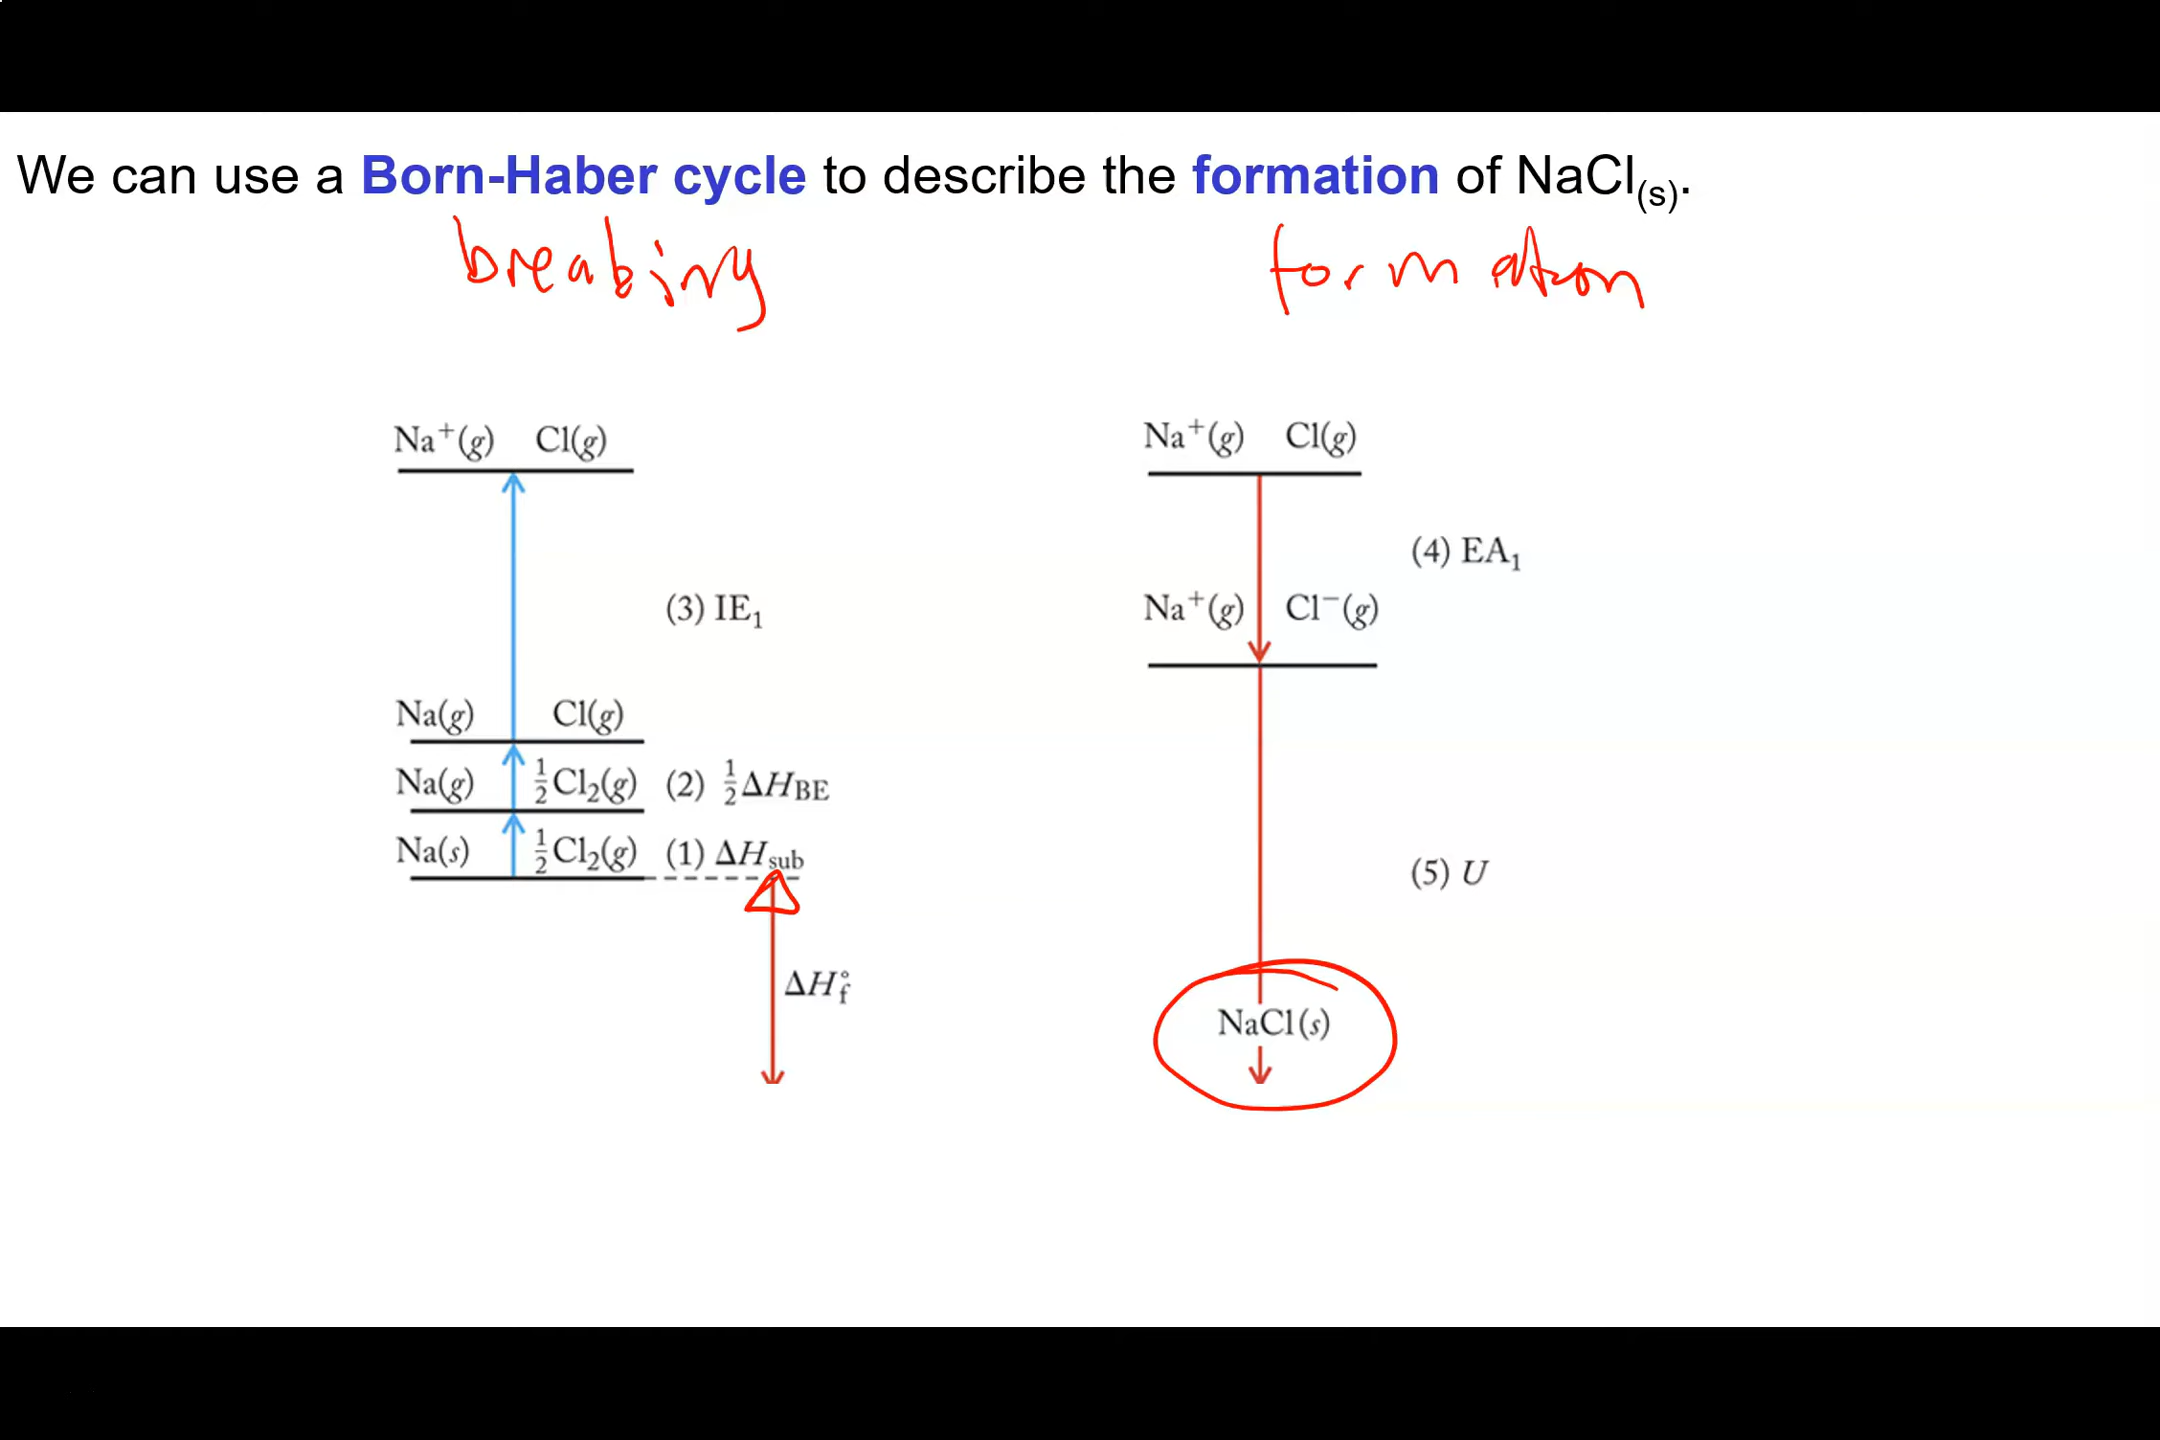 We can use a Born-Haber cycle to describe the formation of NaCl(s).
breaking formation
Na⁺(g) Cl(g)
(3) IE₁
Na(g) Cl(g)
Na(g) ½Cl₂(g) (2) ½ΔH_BE
Na(s) ½Cl₂(g) (1) ΔH_sub
ΔH°f
Na⁺(g) Cl(g)
(4) EA₁
Na⁺(g) Cl⁻(g)
(5) U
NaCl(s)